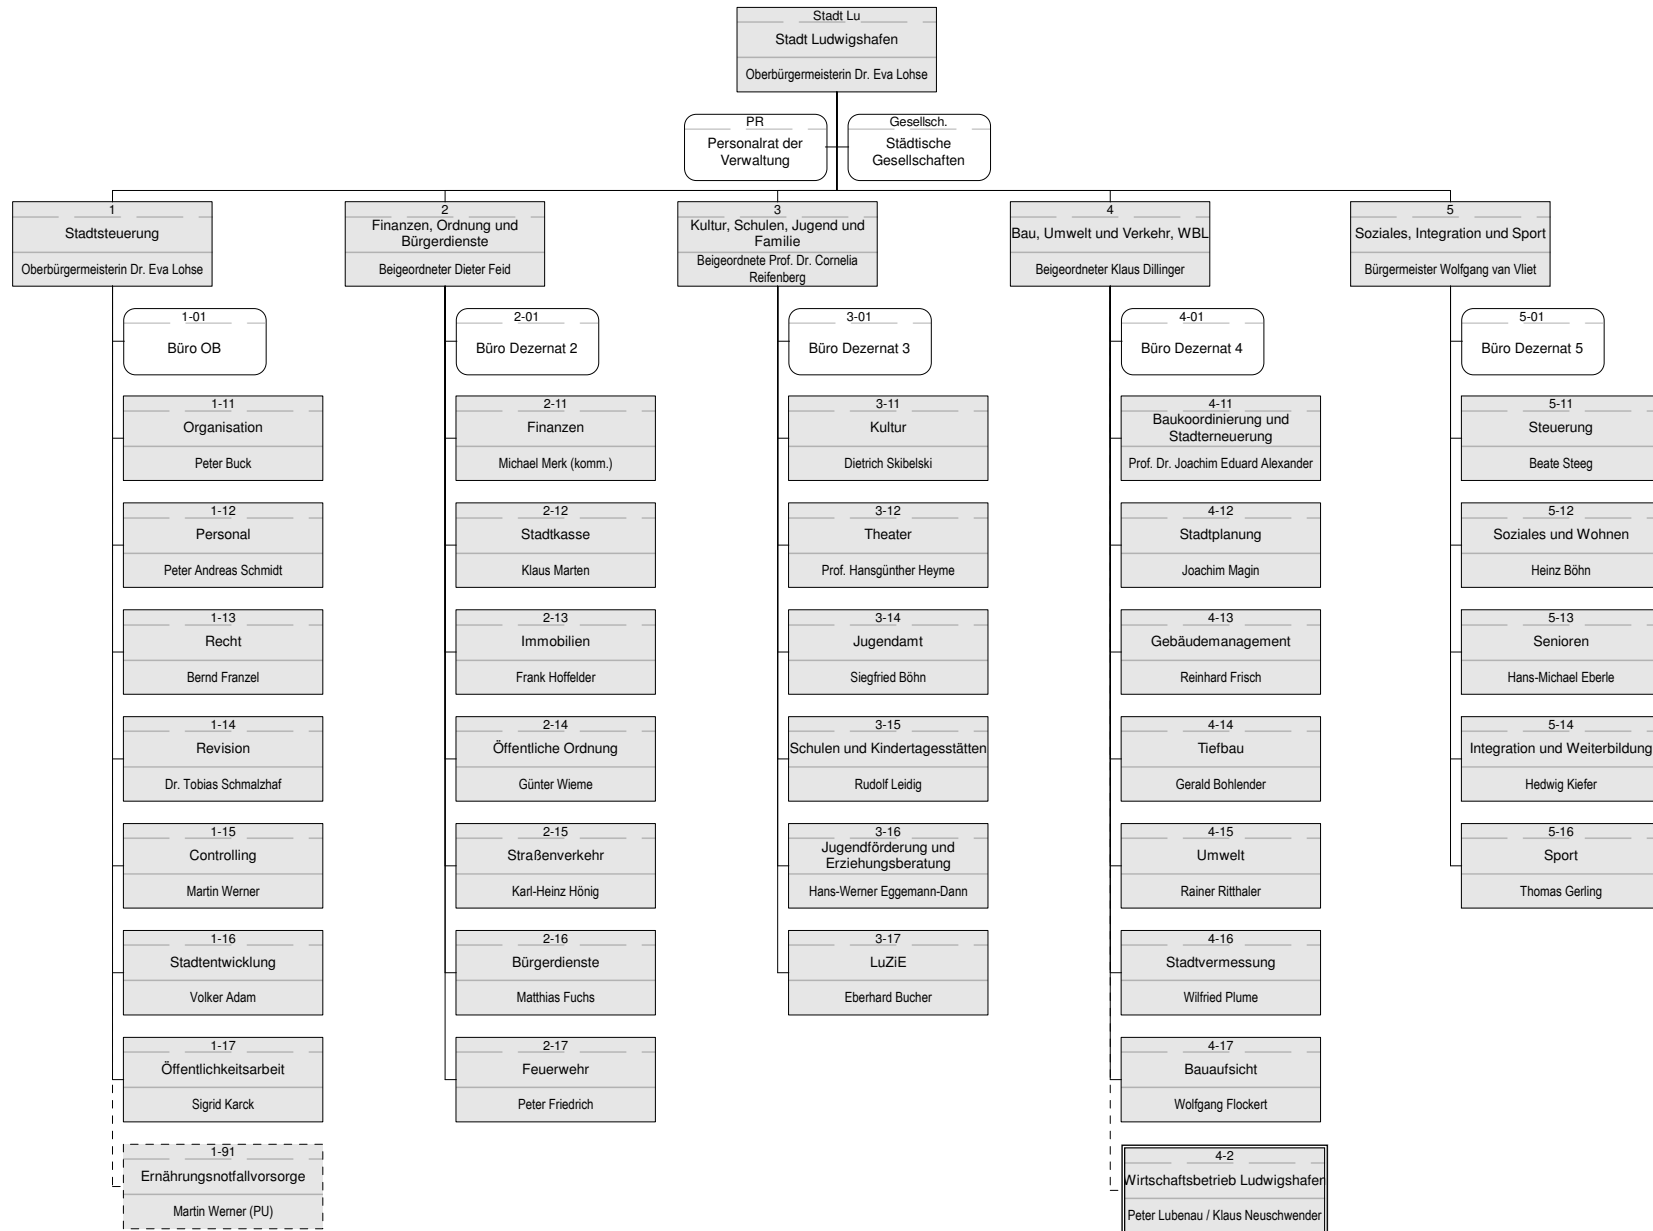 Stadt Lu
Stadt Ludwigshafen
Oberbürgermeisterin Dr. Eva Lohse
PR
Personalrat der
Verwaltung
Gesellsch.
Städtische
Gesellschaften
1
Stadtsteuerung
Oberbürgermeisterin Dr. Eva Lohse
1-01
Büro OB
1-11
Organisation
Peter Buck
1-12
Personal
Peter Andreas Schmidt
1-13
Recht
Bernd Franzel
1-14
Revision
Dr. Tobias Schmalzhaf
1-15
Controlling
Martin Werner
1-16
Stadtentwicklung
Volker Adam
1-17
Öffentlichkeitsarbeit
Sigrid Karck
1-91
Ernährungsnotfallvorsorge
Martin Werner (PU)
2
Finanzen, Ordnung und
Bürgerdienste
Beigeordneter Dieter Feid
2-01
Büro Dezernat 2
2-11
Finanzen
Michael Merk (komm.)
2-12
Stadtkasse
Klaus Marten
2-13
Immobilien
Frank Hoffelder
2-14
Öffentliche Ordnung
Günter Wieme
2-15
Straßenverkehr
Karl-Heinz Hönig
2-16
Bürgerdienste
Matthias Fuchs
2-17
Feuerwehr
Peter Friedrich
3
Kultur, Schulen, Jugend und
Familie
Beigeordnete Prof. Dr. Cornelia
Reifenberg
3-01
Büro Dezernat 3
3-11
Kultur
Dietrich Skibelski
3-12
Theater
Prof. Hansgünther Heyme
3-14
Jugendamt
Siegfried Böhn
3-15
Schulen und Kindertagesstätten
Rudolf Leidig
3-16
Jugendförderung und
Erziehungsberatung
Hans-Werner Eggemann-Dann
3-17
LuZiE
Eberhard Bucher
4
Bau, Umwelt und Verkehr, WBL
Beigeordneter Klaus Dillinger
4-01
Büro Dezernat 4
4-11
Baukoordinierung und
Stadterneuerung
Prof. Dr. Joachim Eduard Alexander
4-12
Stadtplanung
Joachim Magin
4-13
Gebäudemanagement
Reinhard Frisch
4-14
Tiefbau
Gerald Bohlender
4-15
Umwelt
Rainer Ritthaler
4-16
Stadtvermessung
Wilfried Plume
4-17
Bauaufsicht
Wolfgang Flockert
4-2
Wirtschaftsbetrieb Ludwigshafen
Peter Lubenau / Klaus Neuschwender
5
Soziales, Integration und Sport
Bürgermeister Wolfgang van Vliet
5-01
Büro Dezernat 5
5-11
Steuerung
Beate Steeg
5-12
Soziales und Wohnen
Heinz Böhn
5-13
Senioren
Hans-Michael Eberle
5-14
Integration und Weiterbildung
Hedwig Kiefer
5-16
Sport
Thomas Gerling